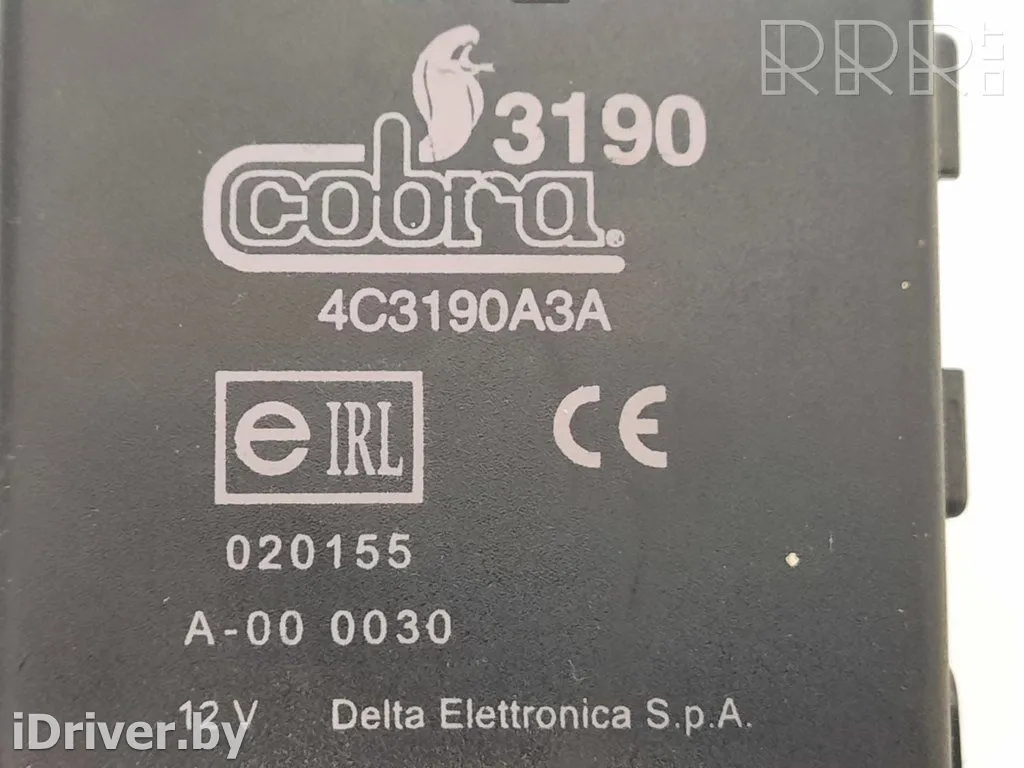 RRR
3190
cobra®
4C3190A3A
e IRL
CE
020155
A-00 0030
12 V Delta Elettronica S.p.A.
iDriver.by